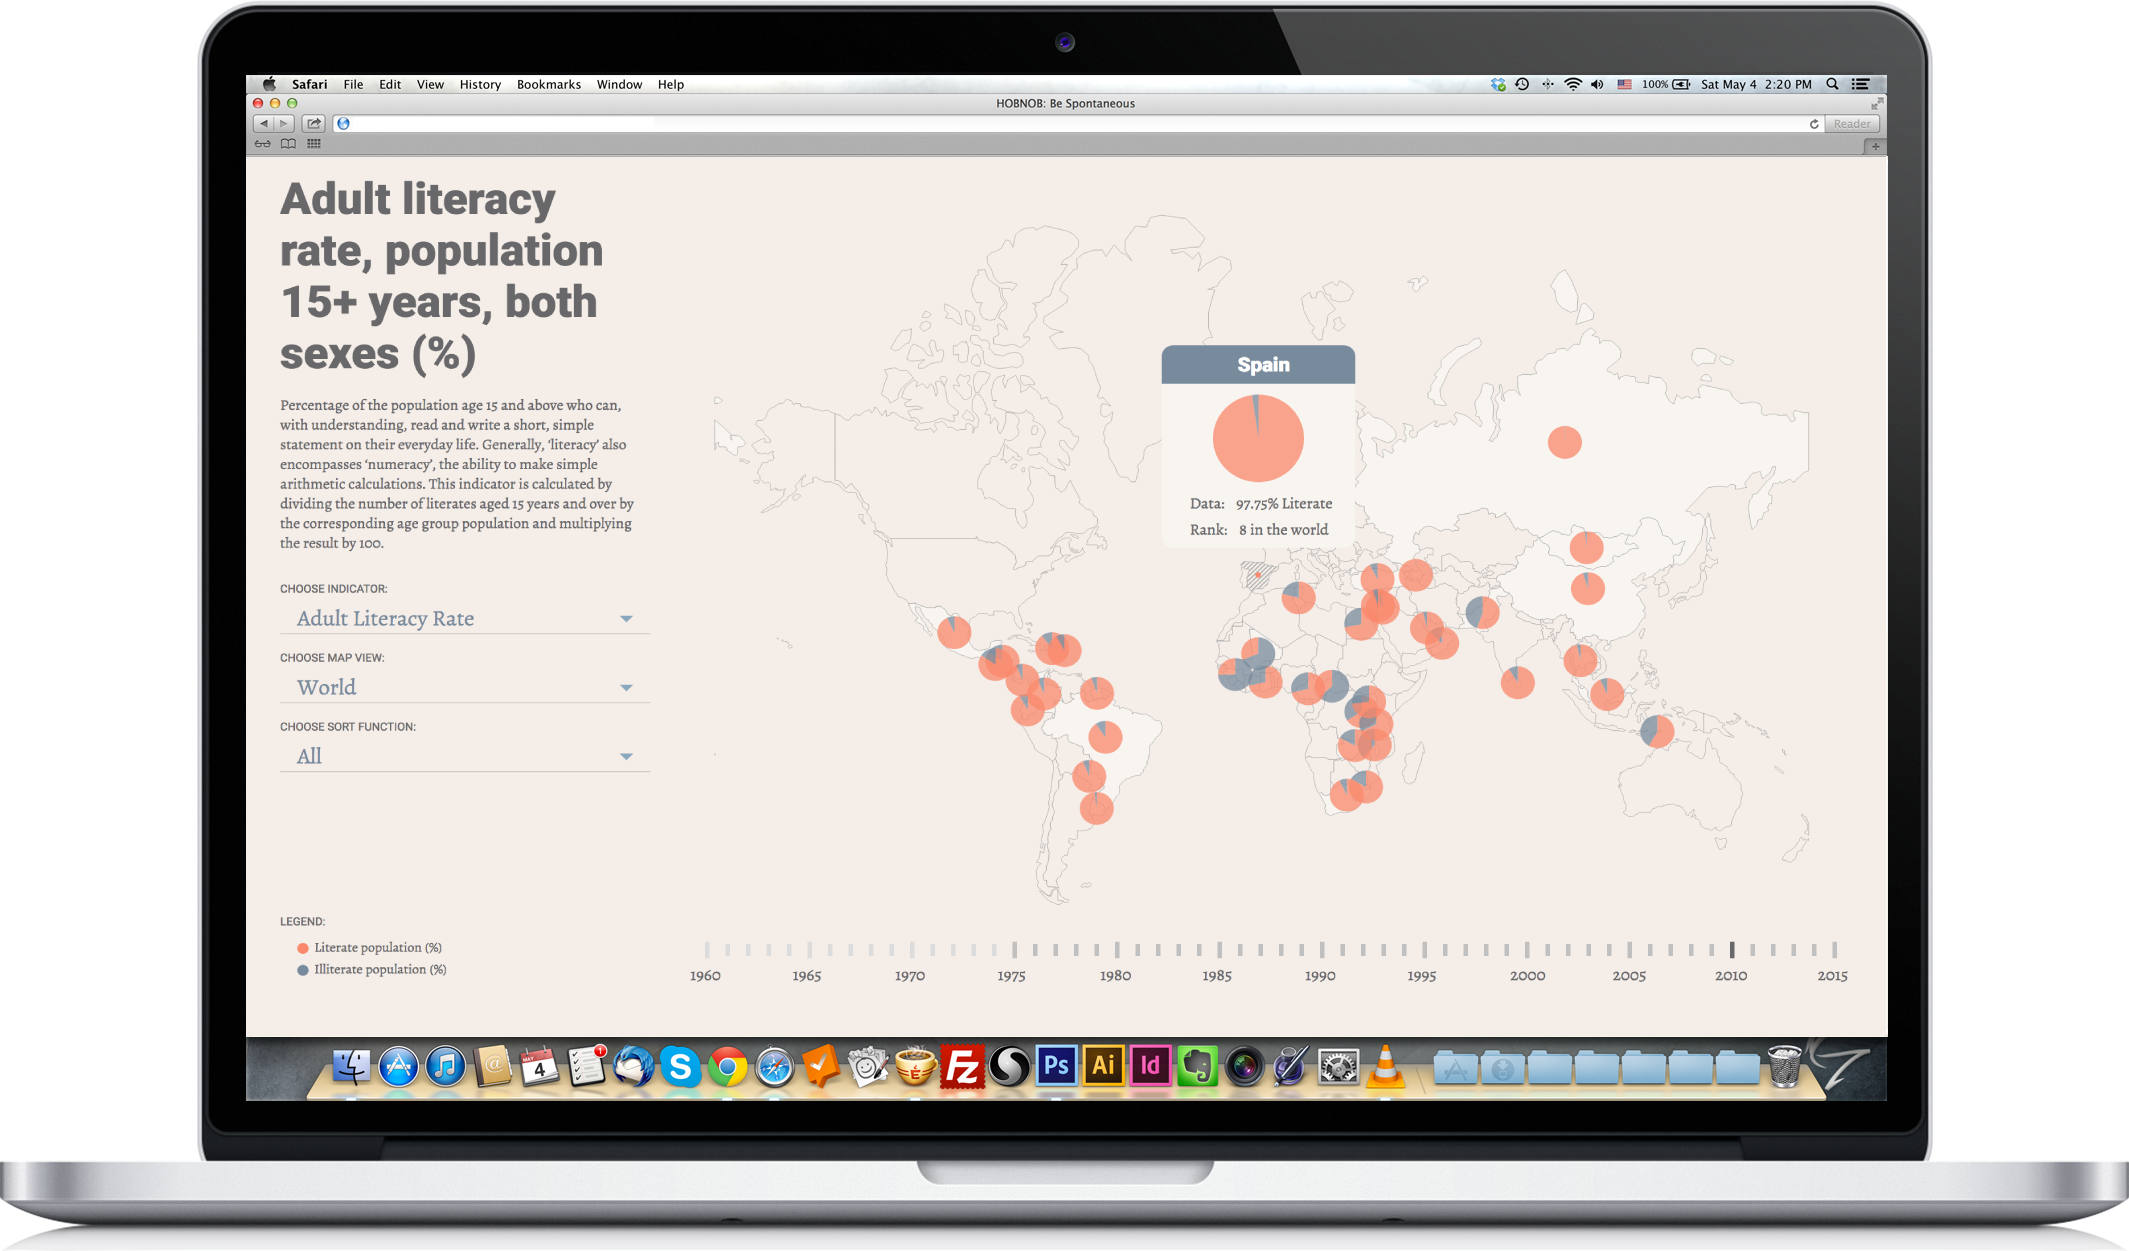 Safari File Edit View History Bookmarks Window Help
100% Sat May 4 2:20 PM
HOBNOB: Be Spontaneous
Reader
Adult literacy
rate, population
15+ years, both
sexes (%)
Percentage of the population age 15 and above who can,
with understanding, read and write a short, simple
statement on their everyday life. Generally, ‘literacy’ also
encompasses ‘numeracy’, the ability to make simple
arithmetic calculations. This indicator is calculated by
dividing the number of literates aged 15 years and over by
the corresponding age group population and multiplying
the result by 100.
CHOOSE INDICATOR:
Adult Literacy Rate
CHOOSE MAP VIEW:
World
CHOOSE SORT FUNCTION:
All
LEGEND:
Literate population (%)
Illiterate population (%)
Spain
Data: 97.75% Literate
Rank: 8 in the world
1960 1965 1970 1975 1980 1985 1990 1995 2000 2005 2010 2015
@ MAY 4 1 S E Fz Ps Ai Id